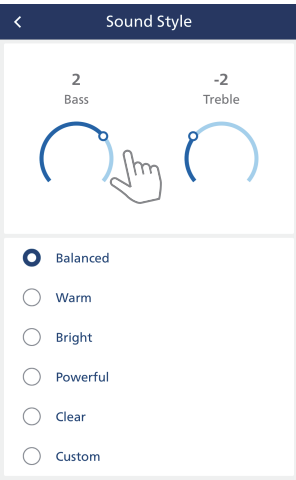 Sound Style
2
-2
Bass
Treble
Balanced
Warm
Bright
Powerful
Clear
Custom